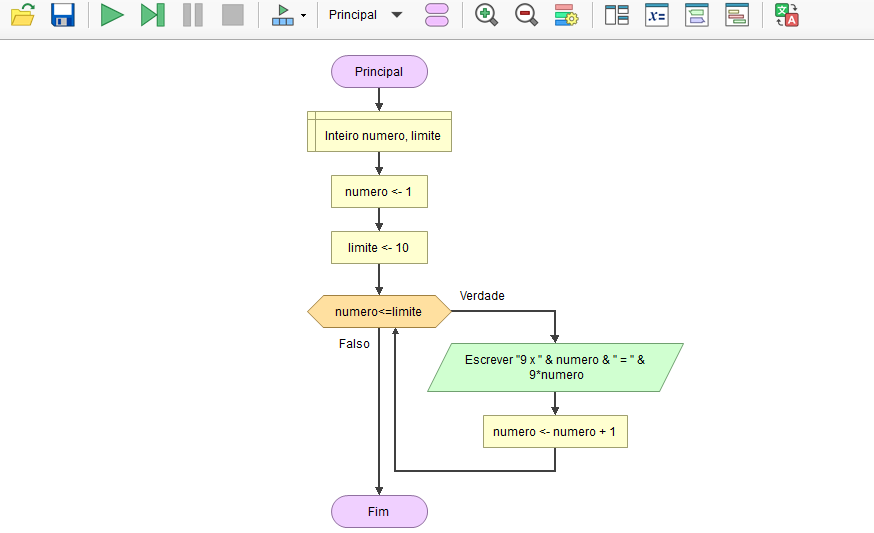 Principal
x=
文
A
Principal
Inteiro numero, limite
numero <- 1
limite <- 10
numero<=limite
Verdade
Falso
Escrever "9 x " & numero & " = " &
9*numero
numero <- numero + 1
Fim